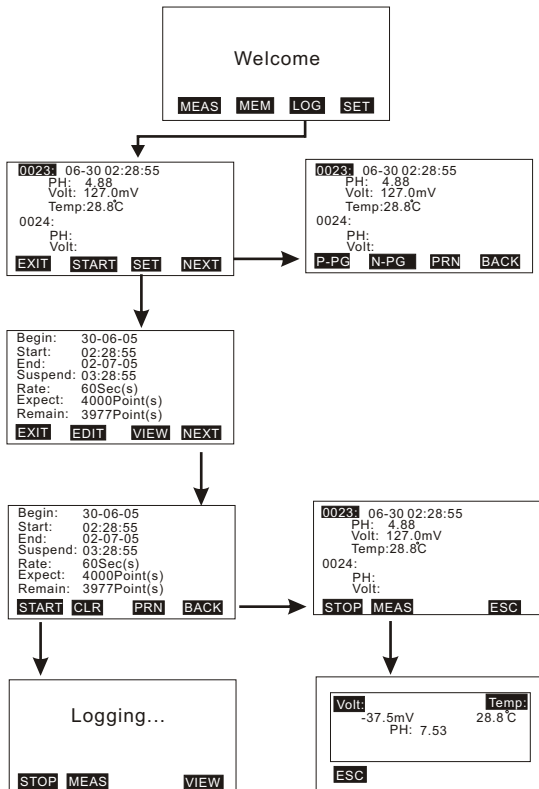 Welcome
MEAS MEM LOG SET
0023: 06-30 02:28:55
PH: 4.88
Volt: 127.0mV
Temp:28.8°C
0024:
PH:
Volt:
EXIT START SET NEXT
0023: 06-30 02:28:55
PH: 4.88
Volt: 127.0mV
Temp:28.8°C
0024:
PH:
Volt:
P-PG N-PG PRN BACK
Begin: 30-06-05
Start: 02:28:55
End: 02-07-05
Suspend: 03:28:55
Rate: 60Sec(s)
Expect: 4000Point(s)
Remain: 3977Point(s)
EXIT EDIT VIEW NEXT
Begin: 30-06-05
Start: 02:28:55
End: 02-07-05
Suspend: 03:28:55
Rate: 60Sec(s)
Expect: 4000Point(s)
Remain: 3977Point(s)
START CLR PRN BACK
0023: 06-30 02:28:55
PH: 4.88
Volt: 127.0mV
Temp:28.8°C
0024:
PH:
Volt:
STOP MEAS ESC
Logging...
STOP MEAS VIEW
Volt: Temp:
-37.5mV 28.8°C
PH: 7.53
ESC